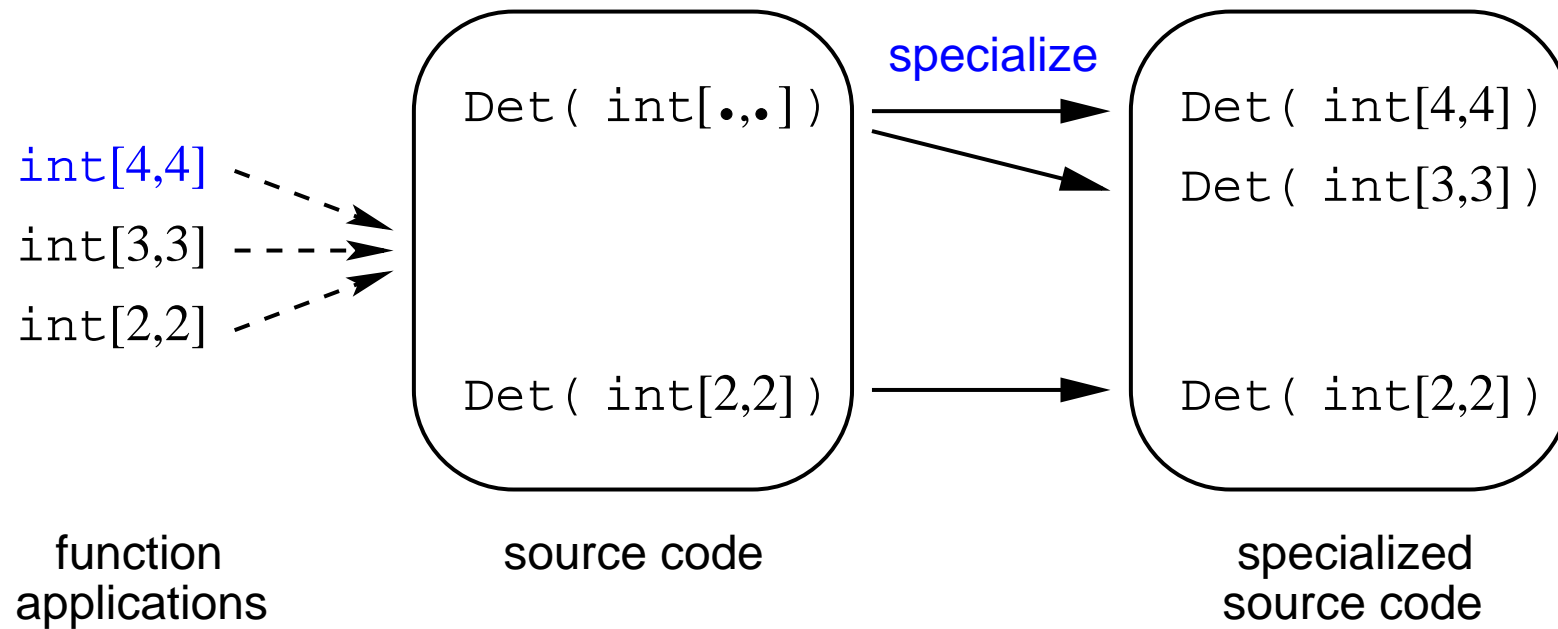 int[4,4]
int[3,3]
int[2,2]
function
applications
Det( int[•,•])
Det( int[2,2])
source code
specialize
Det( int[4,4])
Det( int[3,3])
Det( int[2,2])
specialized
source code